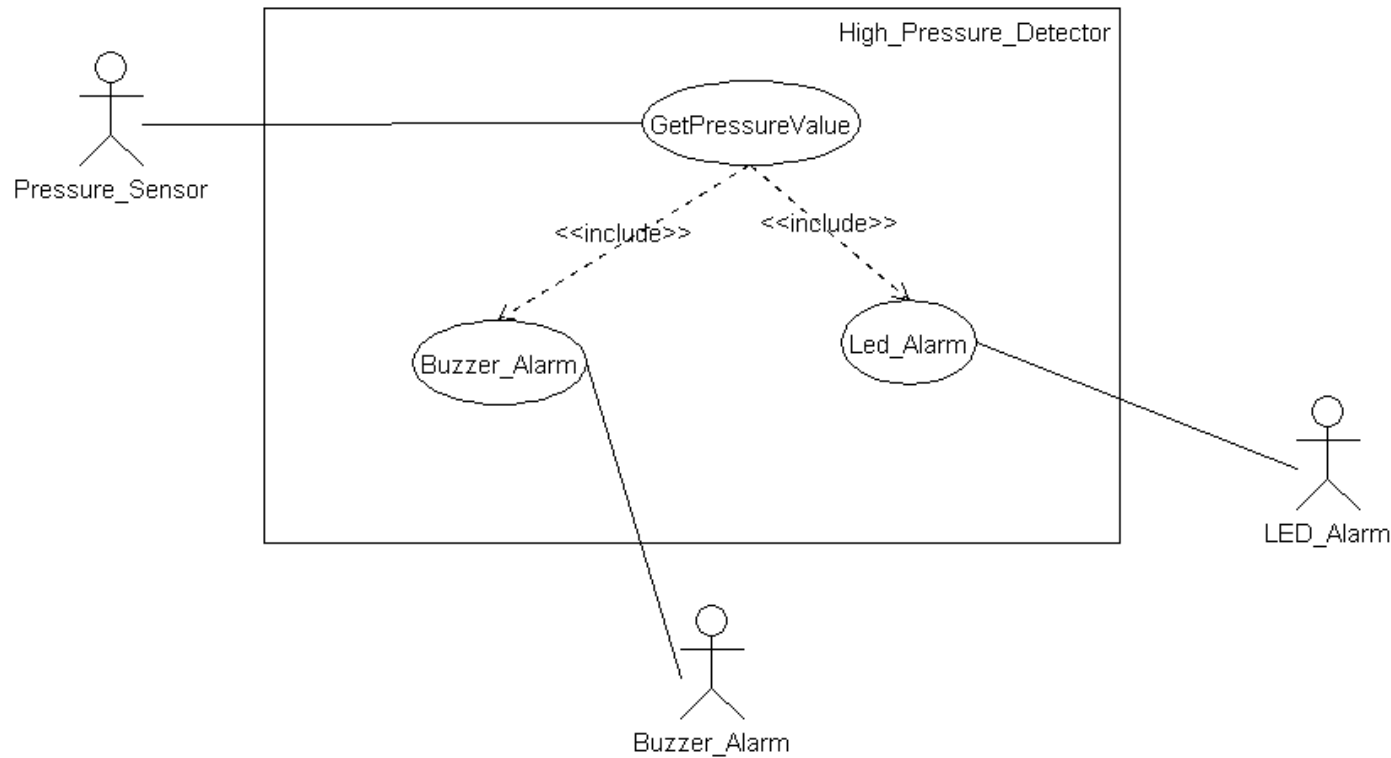 High_Pressure_Detector
GetPressureValue
Pressure_Sensor
<<include>>
<<include>>
Buzzer_Alarm
Led_Alarm
LED_Alarm
Buzzer_Alarm